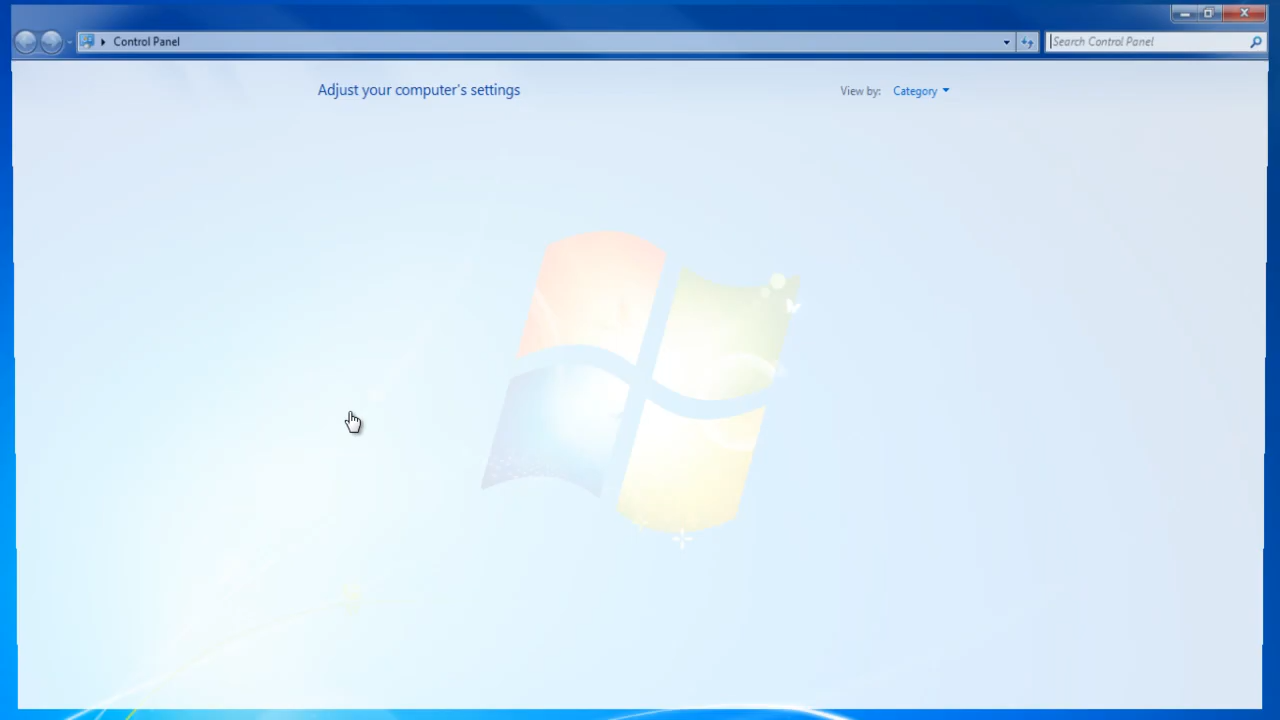 Control Panel
Search Control Panel
Adjust your computer's settings
View by: Category